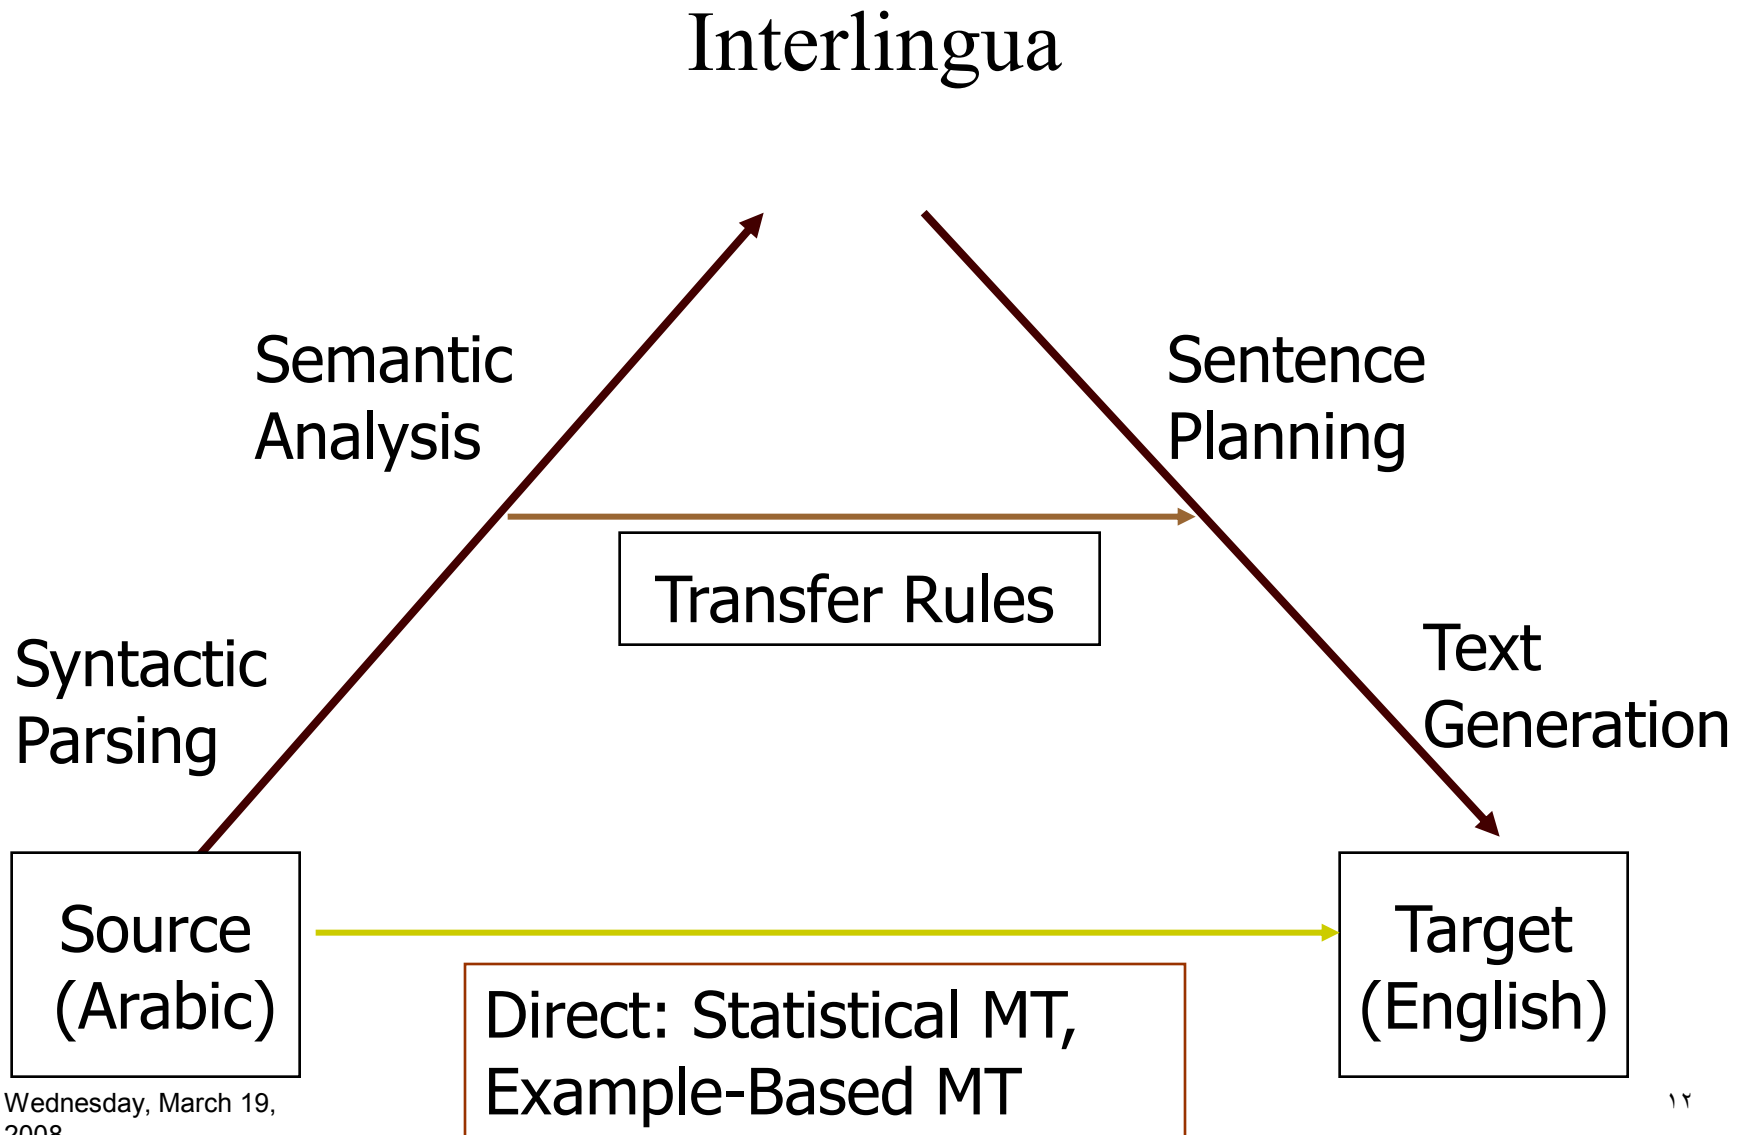 Interlingua
Semantic
Analysis
Sentence
Planning
Transfer Rules
Syntactic
Parsing
Text
Generation
Source
(Arabic)
Target
(English)
Direct: Statistical MT,
Example-Based MT
Wednesday, March 19,
2008
١٢